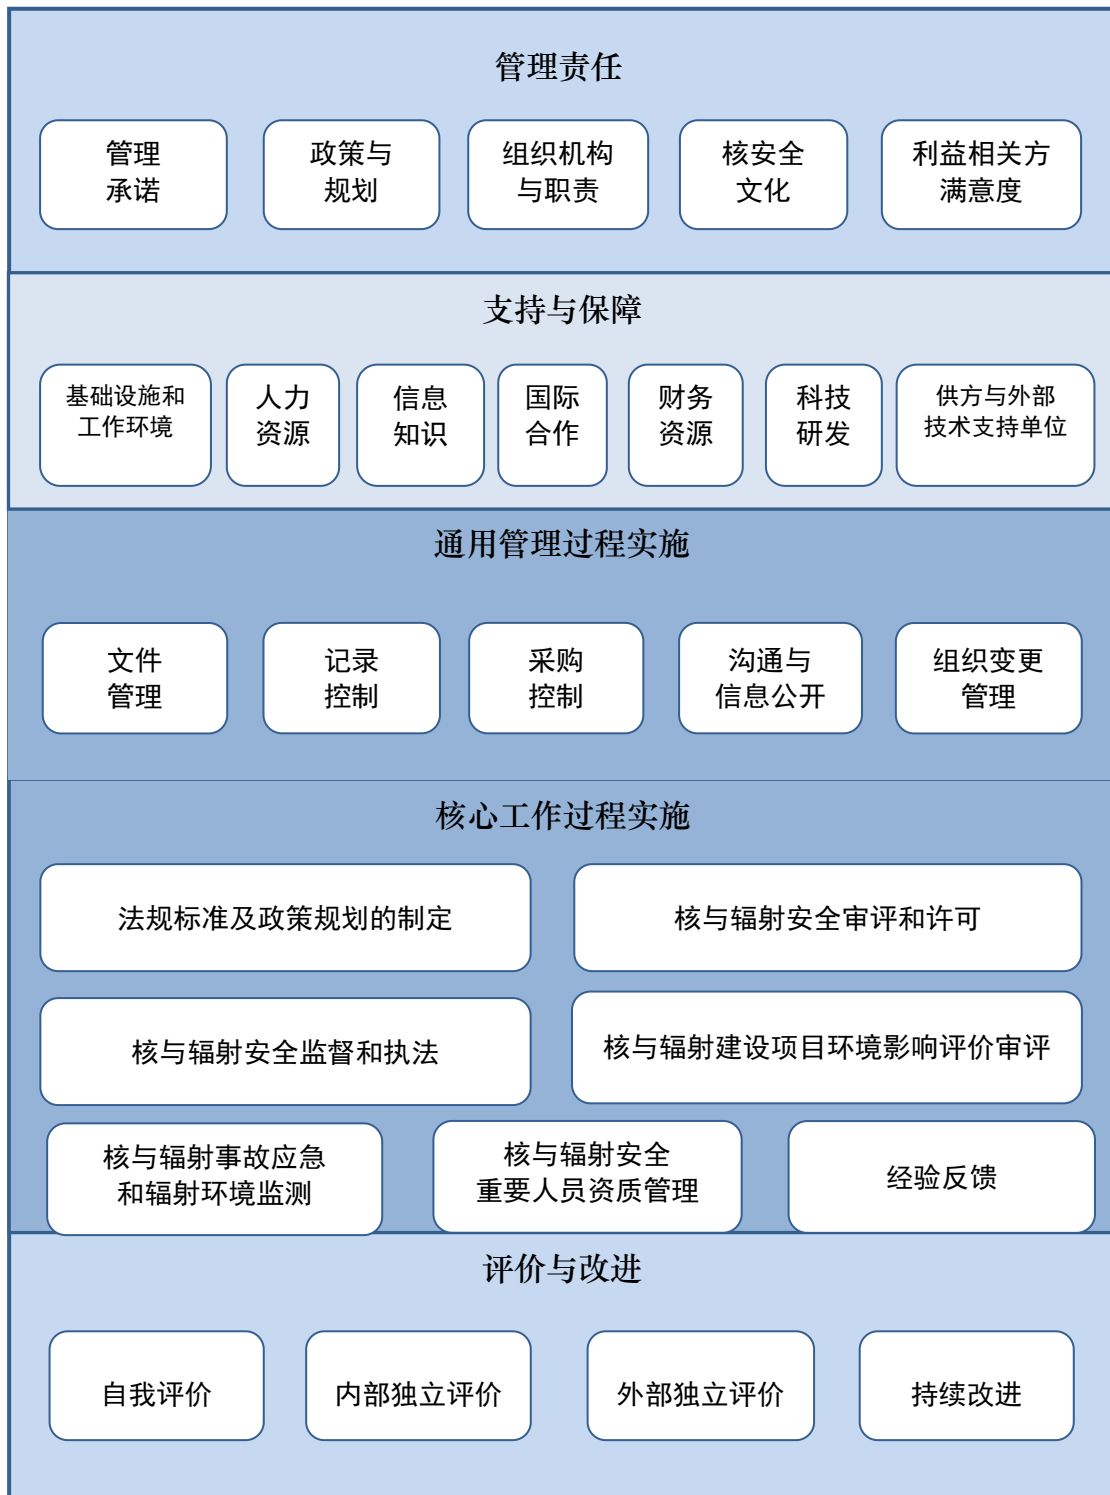 管理责任
管理
承诺
政策与
规划
组织机构
与职责
核安全
文化
利益相关方
满意度
支持与保障
基础设施和
工作环境
人力
资源
信息
知识
国际
合作
财务
资源
科技
研发
供方与外部
技术支持单位
通用管理过程实施
文件
管理
记录
控制
采购
控制
沟通与
信息公开
组织变更
管理
核心工作过程实施
法规标准及政策规划的制定
核与辐射安全审评和许可
核与辐射安全监督和执法
核与辐射建设项目环境影响评价审评
核与辐射事故应急
和辐射环境监测
核与辐射安全
重要人员资质管理
经验反馈
评价与改进
自我评价
内部独立评价
外部独立评价
持续改进